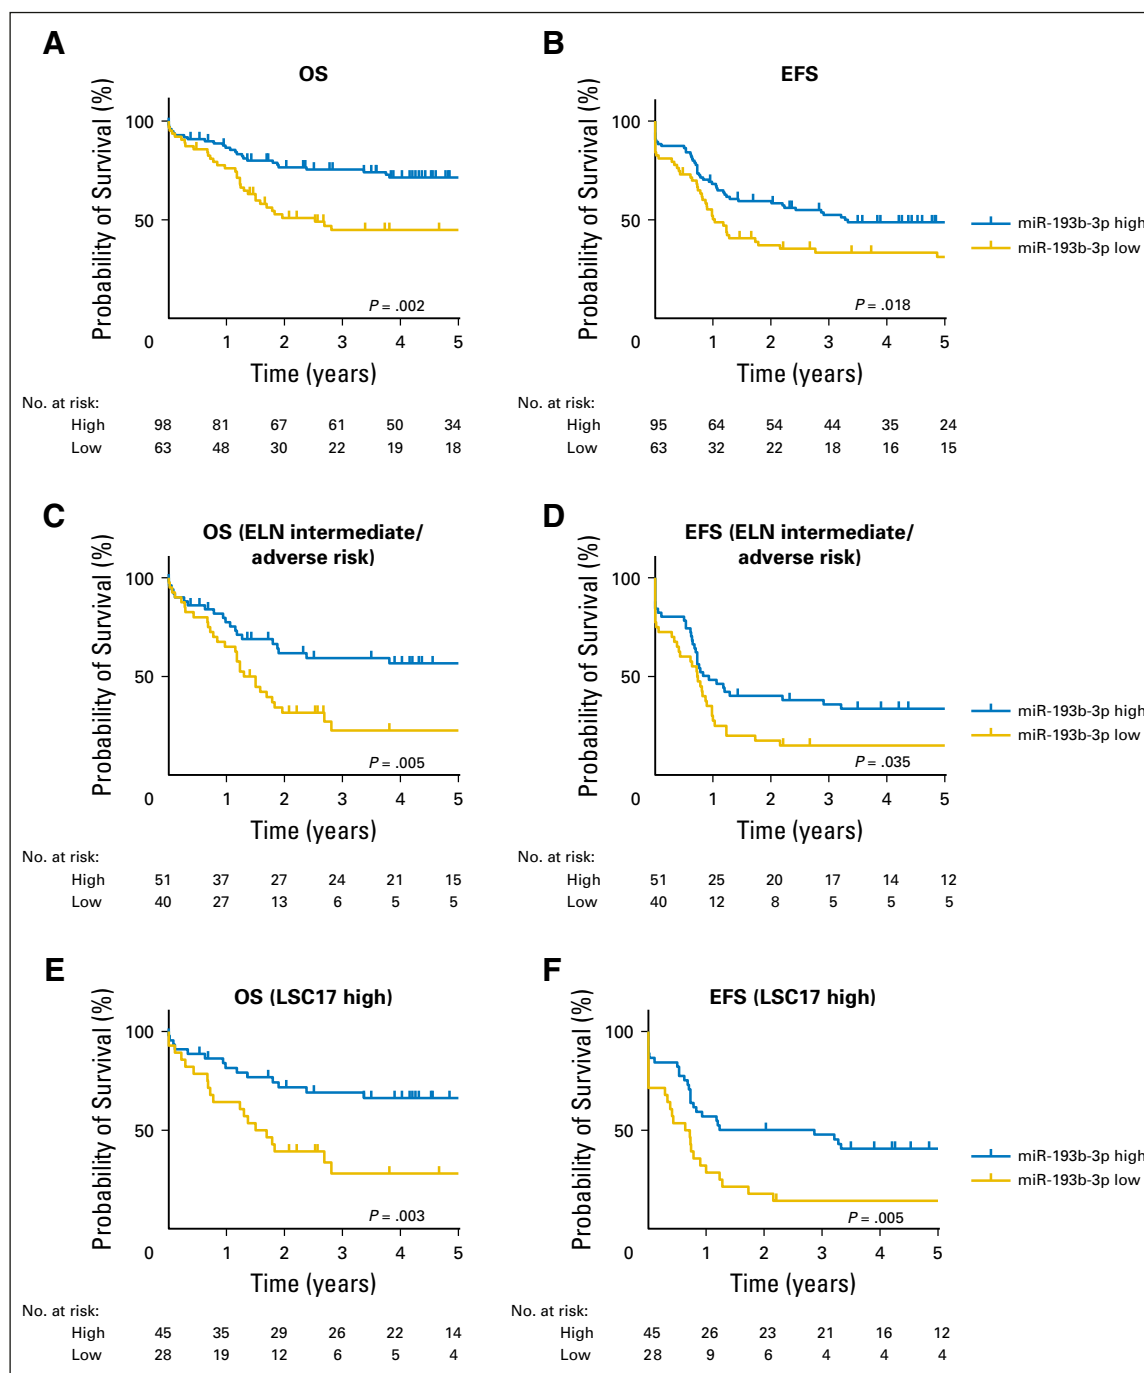 A
OS
Probability of Survival (%)
100
50
P = .002
0 1 2 3 4 5
Time (years)
No. at risk:
High 98 81 67 61 50 34
Low 63 48 30 22 19 18
B
EFS
Probability of Survival (%)
100
50
P = .018
0 1 2 3 4 5
Time (years)
No. at risk:
High 95 64 54 44 35 24
Low 63 32 22 18 16 15
miR-193b-3p high
miR-193b-3p low
C
OS (ELN intermediate/
adverse risk)
Probability of Survival (%)
100
50
P = .005
0 1 2 3 4 5
Time (years)
No. at risk:
High 51 37 27 24 21 15
Low 40 27 13 6 5 5
D
EFS (ELN intermediate/
adverse risk)
Probability of Survival (%)
100
50
P = .035
0 1 2 3 4 5
Time (years)
No. at risk:
High 51 25 20 17 14 12
Low 40 12 8 5 5 5
miR-193b-3p high
miR-193b-3p low
E
OS (LSC17 high)
Probability of Survival (%)
100
50
P = .003
0 1 2 3 4 5
Time (years)
No. at risk:
High 45 35 29 26 22 14
Low 28 19 12 6 5 4
F
EFS (LSC17 high)
Probability of Survival (%)
100
50
P = .005
0 1 2 3 4 5
Time (years)
No. at risk:
High 45 26 23 21 16 12
Low 28 9 6 4 4 4
miR-193b-3p high
miR-193b-3p low